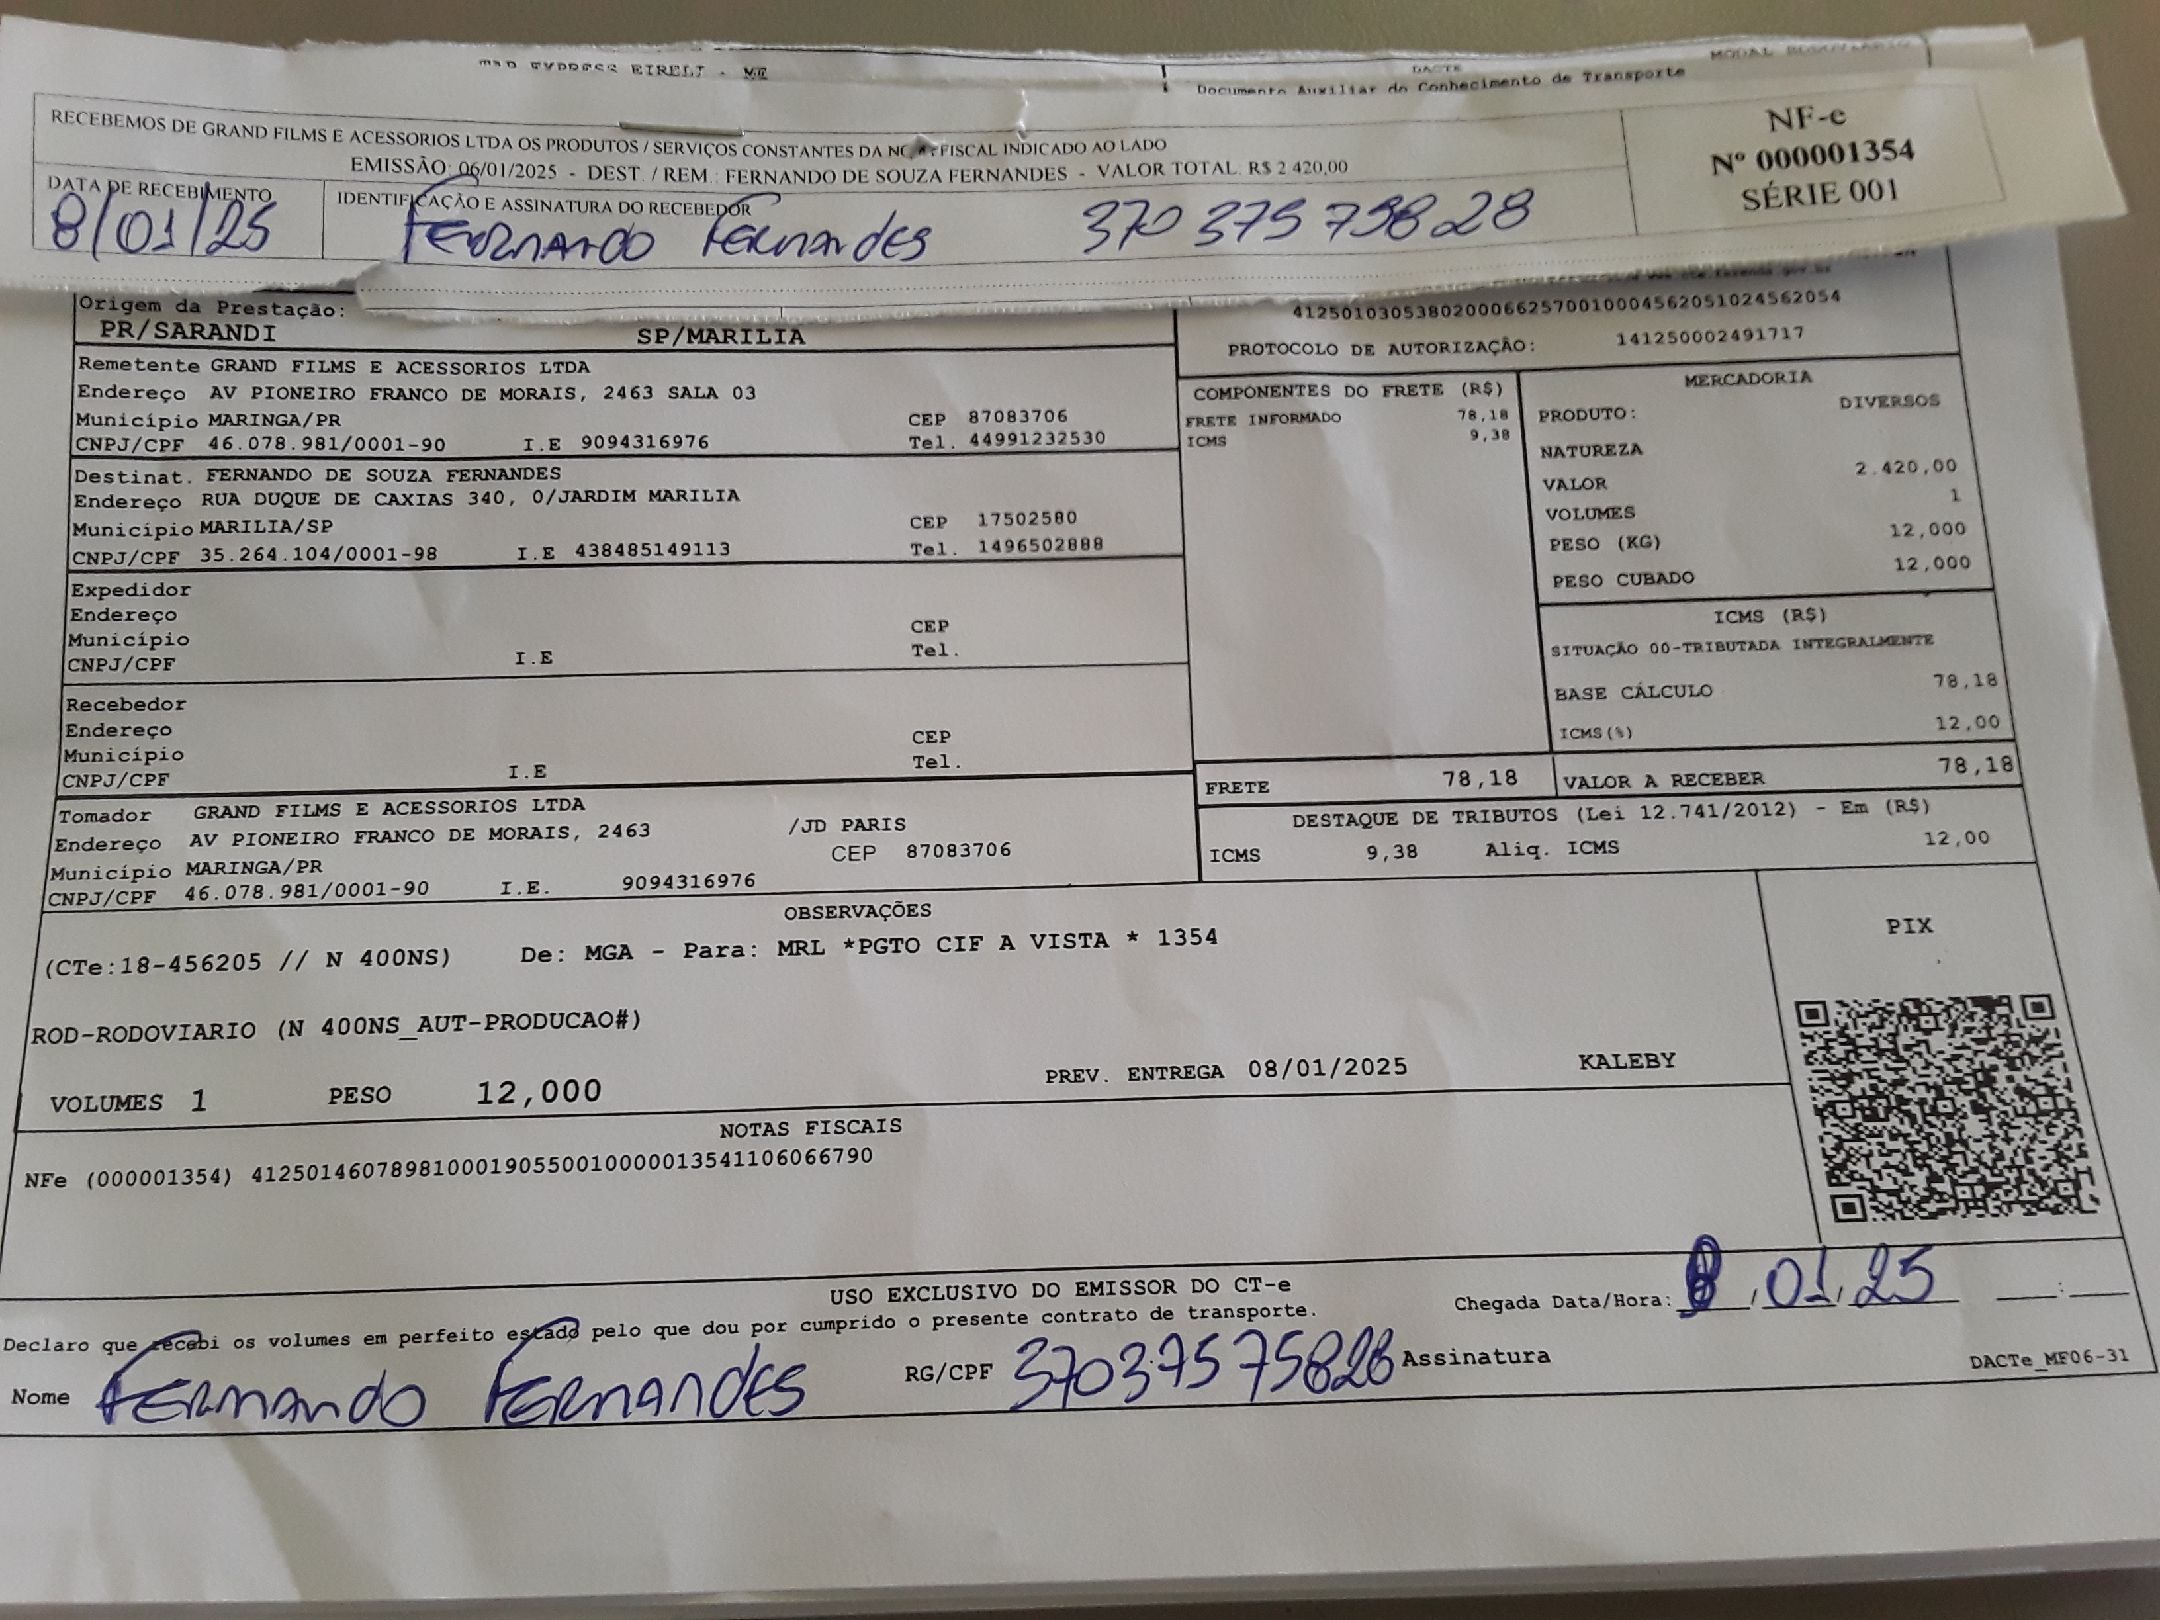 EXPRESS EIRELI - ME
DACTE
MODAL RODOVIARIO
Documento Auxiliar do Conhecimento de Transporte
RECEBEMOS DE GRAND FILMS E ACESSORIOS LTDA OS PRODUTOS / SERVIÇOS CONSTANTES DA NOTA FISCAL INDICADO AO LADO
EMISSÃO: 06/01/2025 - DEST. / REM.: FERNANDO DE SOUZA FERNANDES - VALOR TOTAL: R$ 2 420,00
NF-e
Nº 000001354
SÉRIE 001
DATA DE RECEBIMENTO
8/01/25
IDENTIFICAÇÃO E ASSINATURA DO RECEBEDOR
Fernando Fernandes 37037575828
Origem da Prestação:
PR/SARANDI SP/MARILIA
41250103053802000662570010004562051024562054
PROTOCOLO DE AUTORIZAÇÃO: 141250002491717
Remetente GRAND FILMS E ACESSORIOS LTDA
Endereço AV PIONEIRO FRANCO DE MORAIS, 2463 SALA 03
Município MARINGA/PR CEP 87083706
CNPJ/CPF 46.078.981/0001-90 I.E 9094316976 Tel. 44991232530
Destinat. FERNANDO DE SOUZA FERNANDES
Endereço RUA DUQUE DE CAXIAS 340, 0/JARDIM MARILIA
Município MARILIA/SP CEP 17502580
CNPJ/CPF 35.264.104/0001-98 I.E 438485149113 Tel. 1496502888
Expedidor
Endereço
Município CEP
CNPJ/CPF I.E Tel.
Recebedor
Endereço
Município CEP
CNPJ/CPF I.E Tel.
COMPONENTES DO FRETE (R$)
FRETE INFORMADO 78,18
ICMS 9,38
MERCADORIA
PRODUTO: DIVERSOS
NATUREZA
VALOR 2.420,00
VOLUMES 1
PESO (KG) 12,000
PESO CUBADO 12,000
ICMS (R$)
SITUAÇÃO 00-TRIBUTADA INTEGRALMENTE
BASE CÁLCULO 78,18
ICMS(%) 12,00
FRETE 78,18 VALOR A RECEBER 78,18
Tomador GRAND FILMS E ACESSORIOS LTDA
Endereço AV PIONEIRO FRANCO DE MORAIS, 2463 /JD PARIS
Município MARINGA/PR CEP 87083706
CNPJ/CPF 46.078.981/0001-90 I.E. 9094316976
DESTAQUE DE TRIBUTOS (Lei 12.741/2012) - Em (R$)
ICMS 9,38 Aliq. ICMS 12,00
OBSERVAÇÕES
(CTe:18-456205 // N 400NS) De: MGA - Para: MRL *PGTO CIF A VISTA * 1354
ROD-RODOVIARIO (N 400NS_AUT-PRODUCAO#)
VOLUMES 1 PESO 12,000 PREV. ENTREGA 08/01/2025 KALEBY
PIX
NOTAS FISCAIS
NFe (000001354) 41250146078981000190550010000013541106066790
USO EXCLUSIVO DO EMISSOR DO CT-e
Declaro que recebi os volumes em perfeito estado pelo que dou por cumprido o presente contrato de transporte.
Chegada Data/Hora: 8, 01, 25 __:__
Nome Fernando Fernandes RG/CPF 37037575828 Assinatura
DACTe_MF06-31